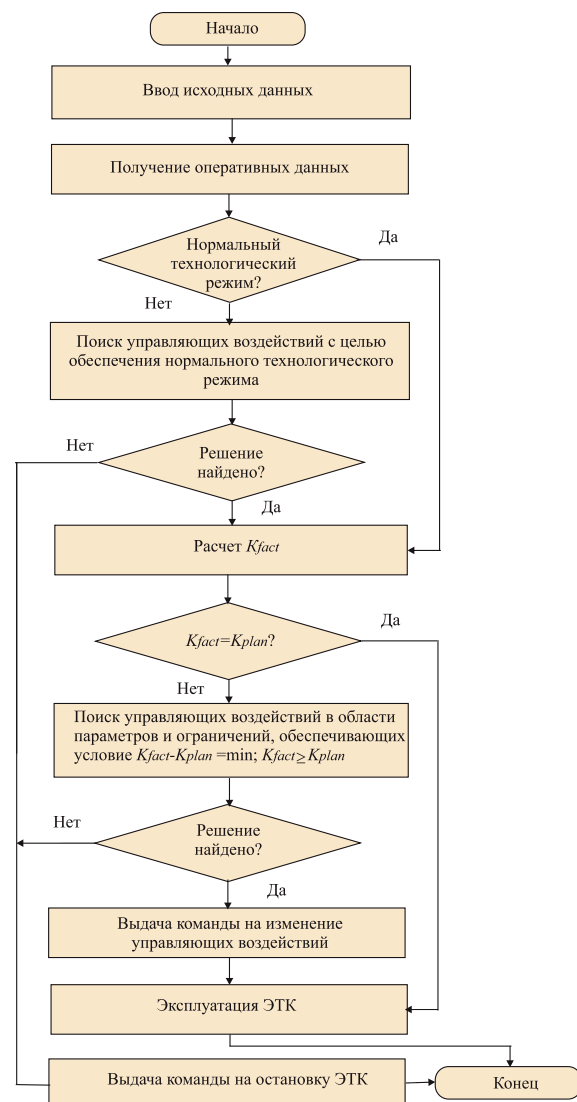 Начало
Ввод исходных данных
Получение оперативных данных
Нормальный
технологический
режим?
Да
Нет
Поиск управляющих воздействий с целью
обеспечения нормального технологического
режима
Нет
Решение
найдено?
Да
Расчет Kfact
Kfact=Kplan?
Да
Нет
Поиск управляющих воздействий в области
параметров и ограничений, обеспечивающих
условие Kfact-Kplan =min; Kfact≥Kplan
Нет
Решение
найдено?
Да
Выдача команды на изменение
управляющих воздействий
Эксплуатация ЭТК
Выдача команды на остановку ЭТК
Конец